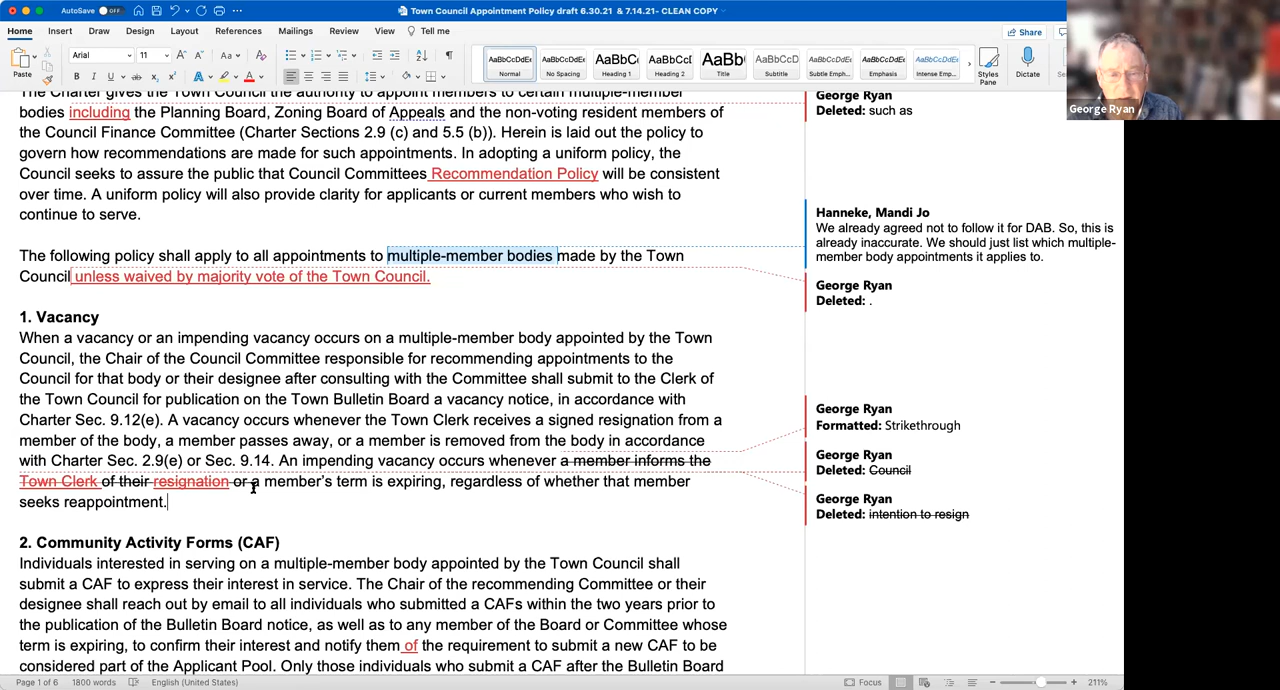 AutoSave OFF
Town Council Appointment Policy draft 6.30.21 & 7.14.21- CLEAN COPY
Home Insert Draw Design Layout References Mailings Review View Tell me
Share
Paste
Arial 11
Normal No Spacing Heading 1 Heading 2 Title Subtitle Subtle Emph... Emphasis Intense Emp...
Styles Pane
Dictate
George Ryan
The Charter gives the Town Council the authority to appoint members to certain multiple-member
bodies including the Planning Board, Zoning Board of Appeals and the non-voting resident members of
the Council Finance Committee (Charter Sections 2.9 (c) and 5.5 (b)). Herein is laid out the policy to
govern how recommendations are made for such appointments. In adopting a uniform policy, the
Council seeks to assure the public that Council Committees Recommendation Policy will be consistent
over time. A uniform policy will also provide clarity for applicants or current members who wish to
continue to serve.
The following policy shall apply to all appointments to multiple-member bodies made by the Town
Council unless waived by majority vote of the Town Council.
1. Vacancy
When a vacancy or an impending vacancy occurs on a multiple-member body appointed by the Town
Council, the Chair of the Council Committee responsible for recommending appointments to the
Council for that body or their designee after consulting with the Committee shall submit to the Clerk of
the Town Council for publication on the Town Bulletin Board a vacancy notice, in accordance with
Charter Sec. 9.12(e). A vacancy occurs whenever the Town Clerk receives a signed resignation from a
member of the body, a member passes away, or a member is removed from the body in accordance
with Charter Sec. 2.9(e) or Sec. 9.14. An impending vacancy occurs whenever a member informs the
Town Clerk of their resignation or a member's term is expiring, regardless of whether that member
seeks reappointment.
2. Community Activity Forms (CAF)
Individuals interested in serving on a multiple-member body appointed by the Town Council shall
submit a CAF to express their interest in service. The Chair of the recommending Committee or their
designee shall reach out by email to all individuals who submitted a CAFs within the two years prior to
the publication of the Bulletin Board notice, as well as to any member of the Board or Committee whose
term is expiring, to confirm their interest and notify them of the requirement to submit a new CAF to be
considered part of the Applicant Pool. Only those individuals who submit a CAF after the Bulletin Board
George Ryan
Deleted: such as
Hanneke, Mandi Jo
We already agreed not to follow it for DAB. So, this is
already inaccurate. We should just list which multiple-
member body appointments it applies to.
George Ryan
Deleted: .
George Ryan
Formatted: Strikethrough
George Ryan
Deleted: Council
George Ryan
Deleted: intention to resign
Page 1 of 6 1800 words English (United States) Focus 211%